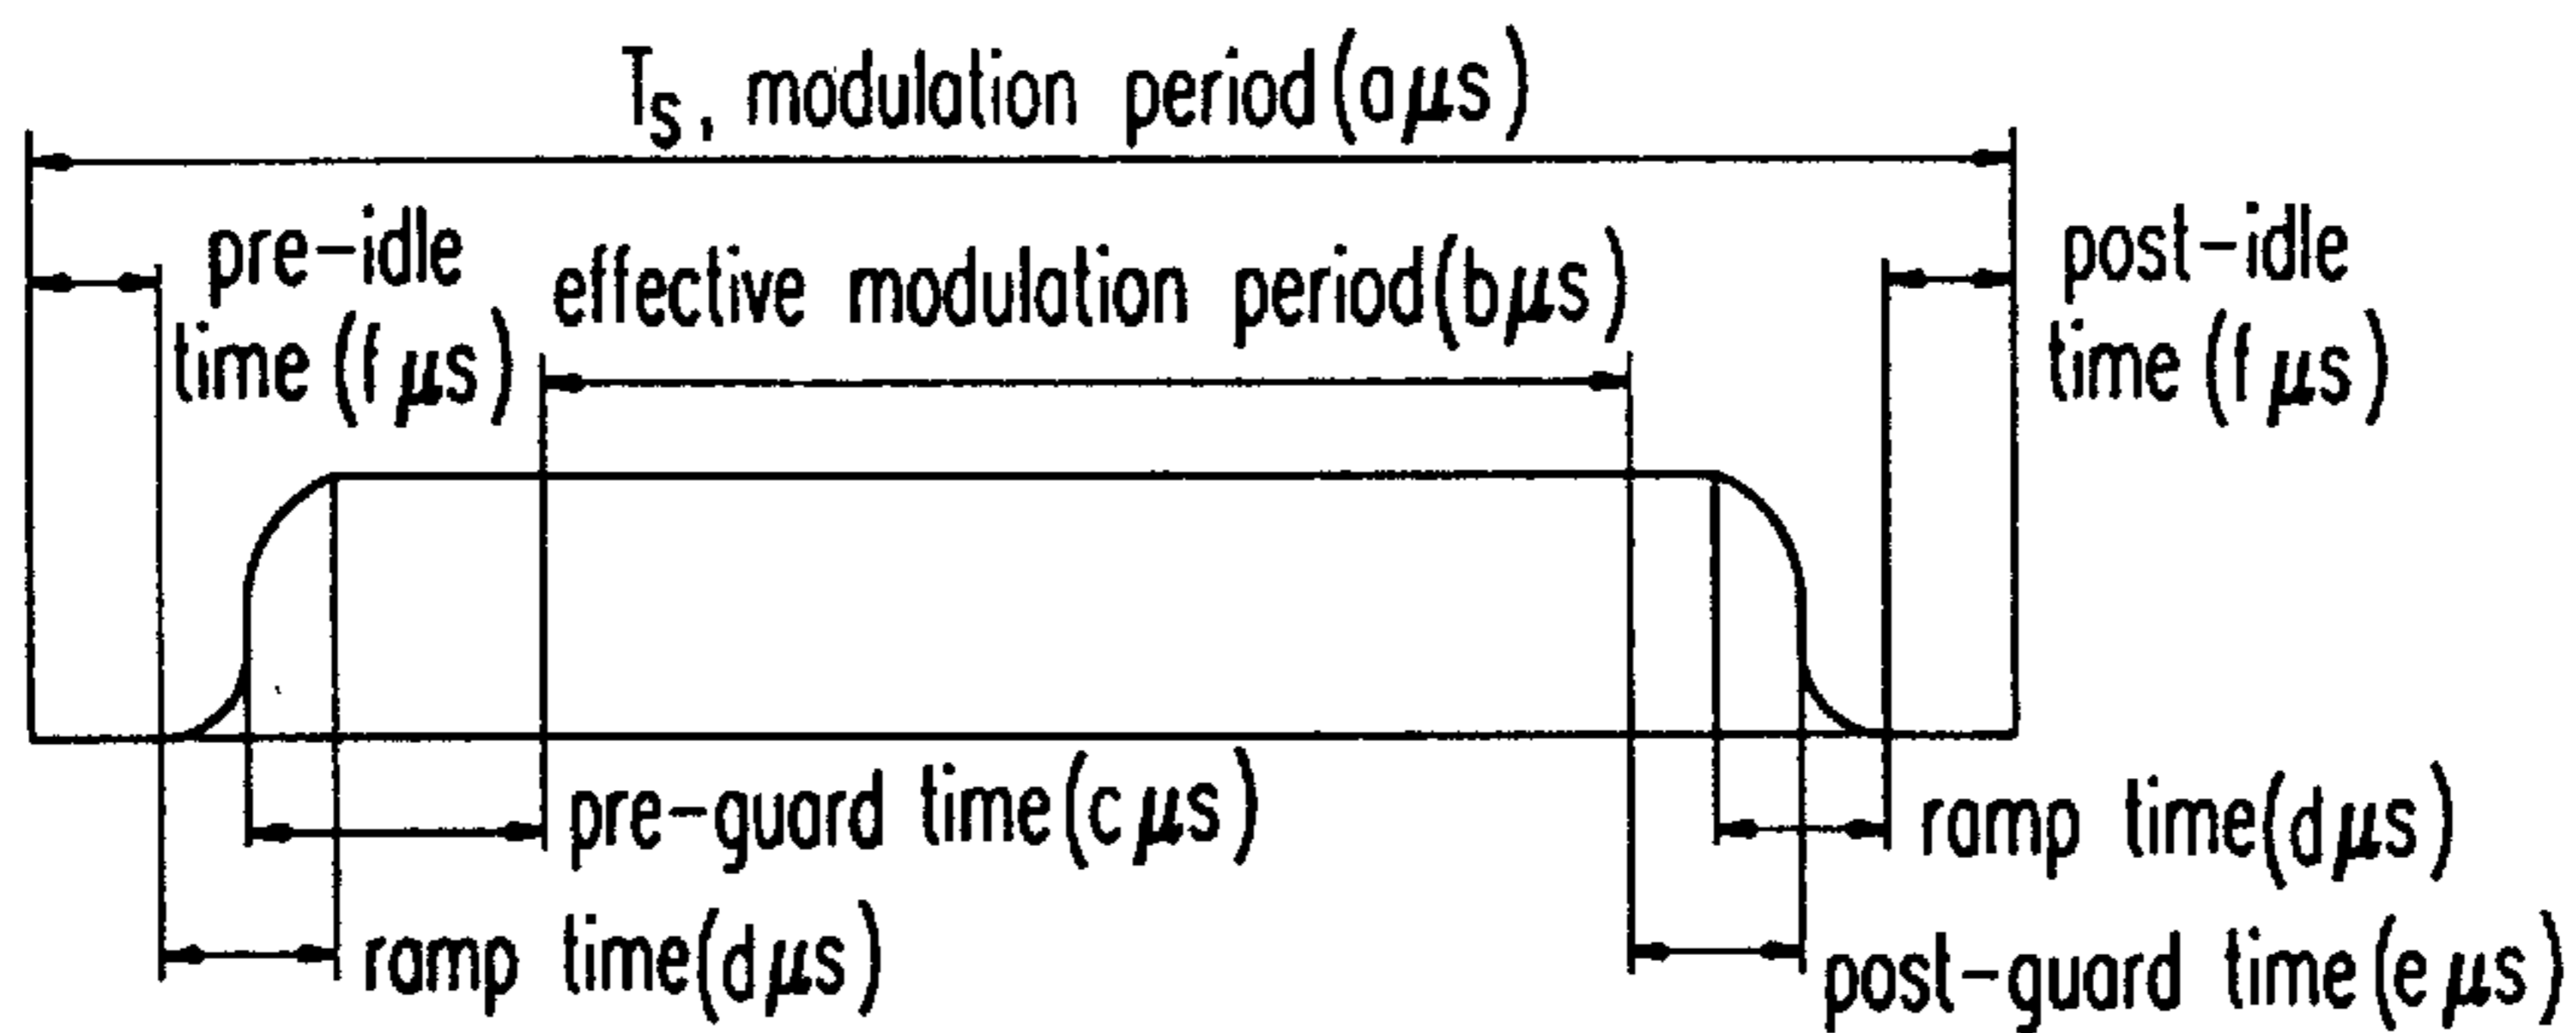 Ts, modulation period(aμs)
pre-idle
time(fμs)
effective modulation period(bμs)
post-idle
time(fμs)
pre-guard time(cμs)
ramp time(dμs)
ramp time(dμs)
post-guard time(eμs)